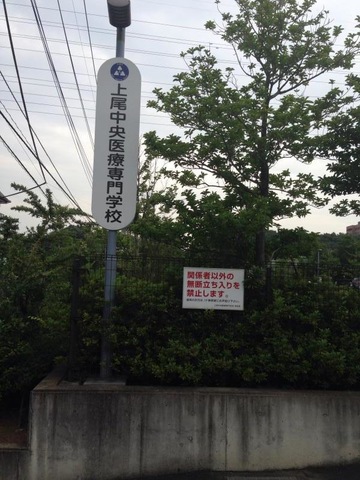 上尾中央医療専門学校
関係者以外の
無断立ち入りを
禁止します。